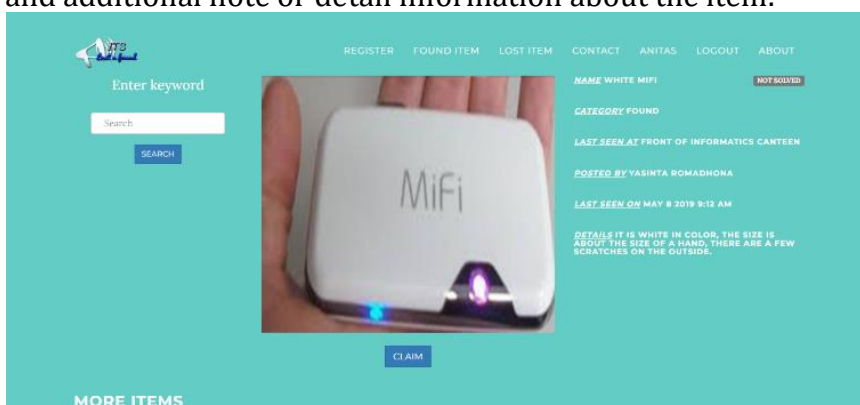 and additional note or detail information about the item.
ITS
REGISTER FOUND ITEM LOST ITEM CONTACT ANITAS LOGOUT ABOUT
Enter keyword
Search
SEARCH
MiFi
NAME WHITE MIFI
NOT SOLVED
CATEGORY FOUND
LAST SEEN AT FRONT OF INFORMATICS CANTEEN
POSTED BY YASINTA ROMADHONA
LAST SEEN ON MAY 8 2019 9:12 AM
DETAILS IT IS WHITE IN COLOR, THE SIZE IS
ABOUT THE SIZE OF A HAND, THERE ARE A FEW
SCRATCHES ON THE OUTSIDE.
CLAIM
MORE ITEMS